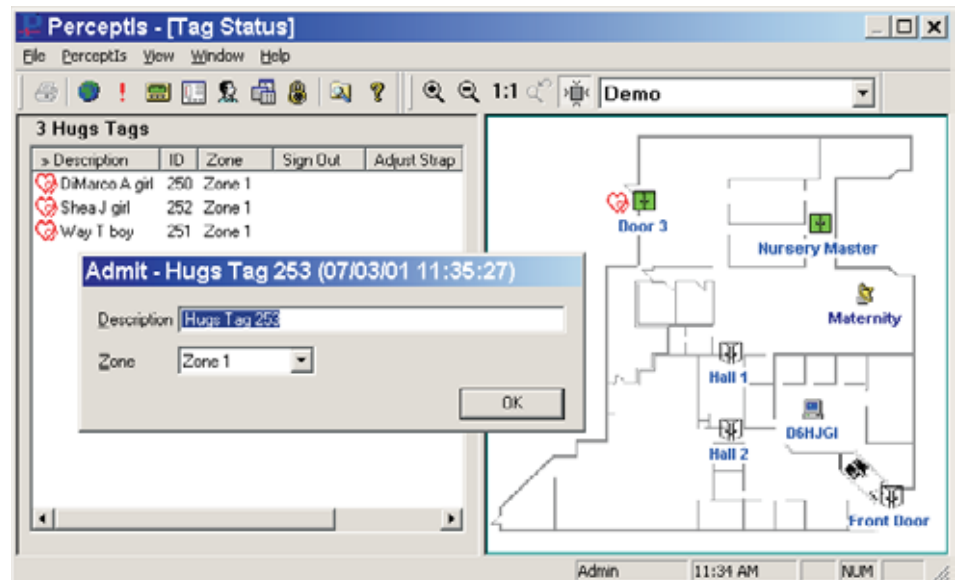 PerceptIs - [Tag Status]
File PerceptIs View Window Help
1:1 Demo
3 Hugs Tags
» Description ID Zone Sign Out Adjust Strap
DiMarco A girl 250 Zone 1
Shea J girl 252 Zone 1
Way T boy 251 Zone 1
Admit - Hugs Tag 253 (07/03/01 11:35:27)
Description Hugs Tag 253
Zone Zone 1
OK
Door 3
Nursery Master
Maternity
Hall 1
D6HJGI
Hall 2
Front Door
Admin 11:34 AM NUM